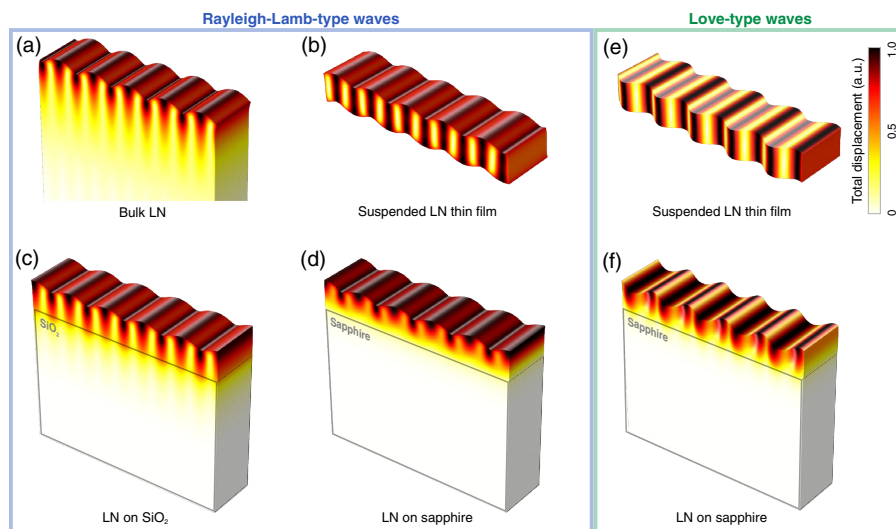 Rayleigh-Lamb-type waves
Love-type waves
(a)
Bulk LN
(b)
Suspended LN thin film
(e)
Suspended LN thin film
Total displacement (a.u.)
1.0
0.5
0
(c)
SiO₂
LN on SiO₂
(d)
Sapphire
LN on sapphire
(f)
Sapphire
LN on sapphire